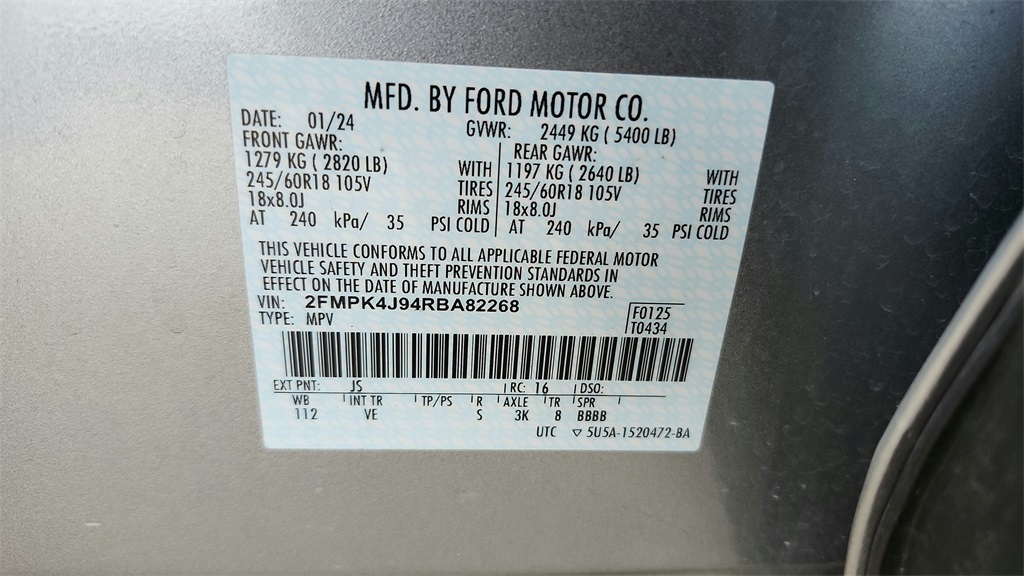 MFD. BY FORD MOTOR CO.
DATE: 01/24 GVWR: 2449 KG ( 5400 LB)
FRONT GAWR: REAR GAWR:
1279 KG ( 2820 LB) WITH 1197 KG ( 2640 LB) WITH
245/60R18 105V TIRES 245/60R18 105V TIRES
18x8.0J RIMS 18x8.0J RIMS
AT 240 kPa/ 35 PSI COLD AT 240 kPa/ 35 PSI COLD
THIS VEHICLE CONFORMS TO ALL APPLICABLE FEDERAL MOTOR
VEHICLE SAFETY AND THEFT PREVENTION STANDARDS IN
EFFECT ON THE DATE OF MANUFACTURE SHOWN ABOVE.
VIN: 2FMPK4J94RBA82268 F0125
TYPE: MPV T0434
EXT PNT: JS RC: 16 DSO:
WB INT TR TP/PS R AXLE TR SPR
112 VE S 3K 8 BBBB
UTC ▽ 5U5A-1520472-BA